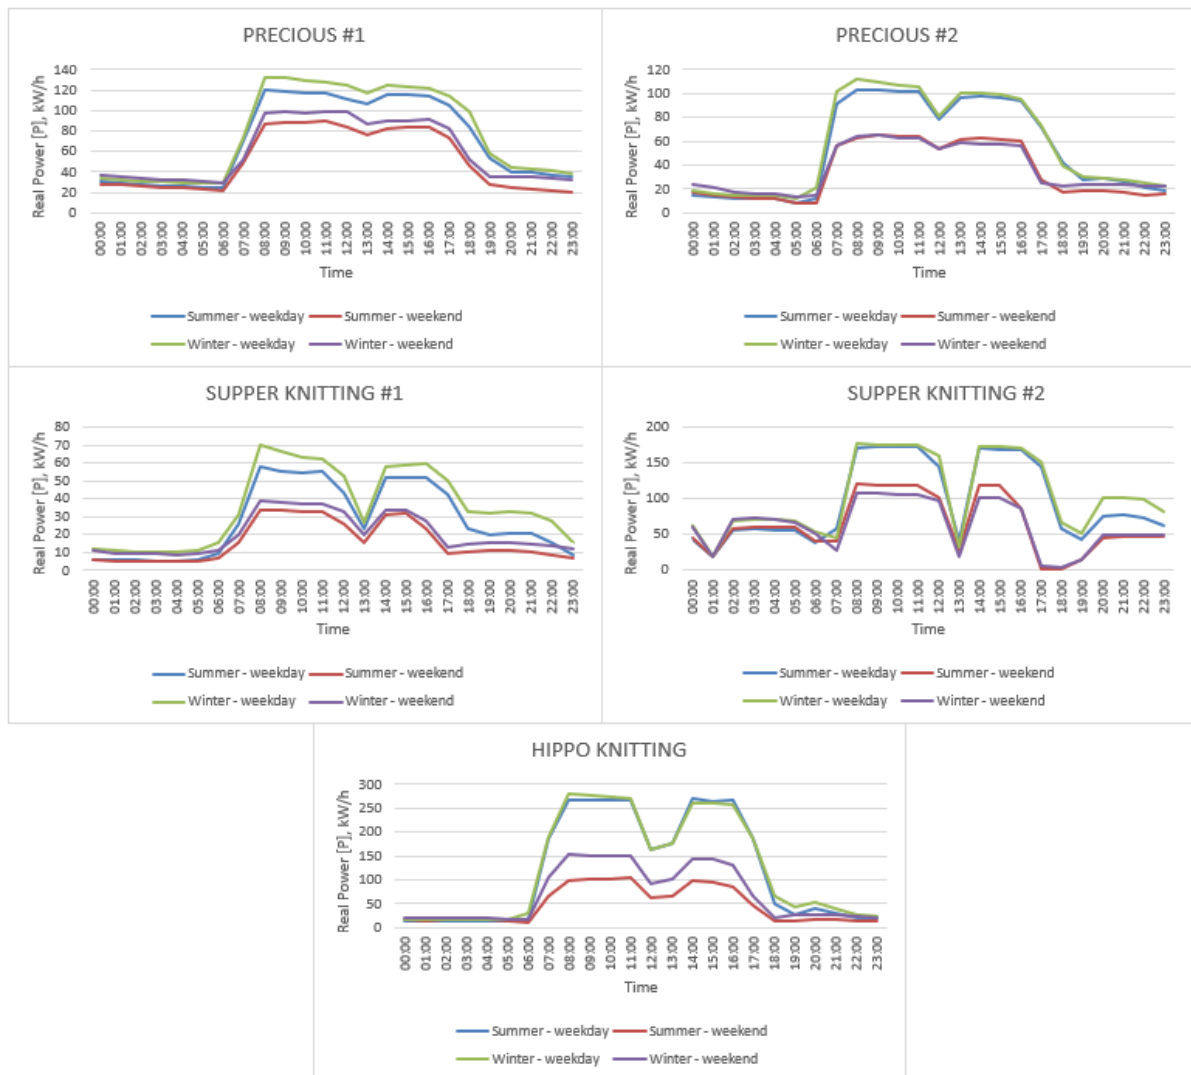 PRECIOUS #1
140
120
100
80
60
40
20
0
Real Power [P], kW/h
00:00 01:00 02:00 03:00 04:00 05:00 06:00 07:00 08:00 09:00 10:00 11:00 12:00 13:00 14:00 15:00 16:00 17:00 18:00 19:00 20:00 21:00 22:00 23:00
Time
Summer - weekday Summer - weekend
Winter - weekday Winter - weekend
PRECIOUS #2
120
100
80
60
40
20
0
Real Power [P], kW/h
00:00 01:00 02:00 03:00 04:00 05:00 06:00 07:00 08:00 09:00 10:00 11:00 12:00 13:00 14:00 15:00 16:00 17:00 18:00 19:00 20:00 21:00 22:00 23:00
Time
Summer - weekday Summer - weekend
Winter - weekday Winter - weekend
SUPPER KNITTING #1
80
70
60
50
40
30
20
10
0
Real Power [P], kW/h
00:00 01:00 02:00 03:00 04:00 05:00 06:00 07:00 08:00 09:00 10:00 11:00 12:00 13:00 14:00 15:00 16:00 17:00 18:00 19:00 20:00 21:00 22:00 23:00
Time
Summer - weekday Summer - weekend
Winter - weekday Winter - weekend
SUPPER KNITTING #2
200
150
100
50
0
Real Power [P], kW/h
00:00 01:00 02:00 03:00 04:00 05:00 06:00 07:00 08:00 09:00 10:00 11:00 12:00 13:00 14:00 15:00 16:00 17:00 18:00 19:00 20:00 21:00 22:00 23:00
Time
Summer - weekday Summer - weekend
Winter - weekday Winter - weekend
HIPPO KNITTING
300
250
200
150
100
50
0
Real Power [P], kW/h
00:00 01:00 02:00 03:00 04:00 05:00 06:00 07:00 08:00 09:00 10:00 11:00 12:00 13:00 14:00 15:00 16:00 17:00 18:00 19:00 20:00 21:00 22:00 23:00
Time
Summer - weekday Summer - weekend
Winter - weekday Winter - weekend